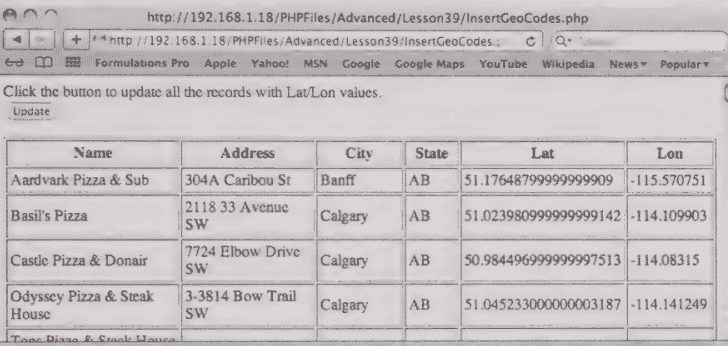 http://192.168.1.18/PHPFiles/Advanced/Lesson39/InsertGeoCodes.php
http://192.168.1.18/PHPFiles/Advanced/Lesson39/InsertGeoCodes.
Formulations Pro Apple Yahoo! MSN Google Google Maps YouTube Wikipedia News Popular
Click the button to update all the records with Lat/Lon values.
Update
Name Address City State Lat Lon
Aardvark Pizza & Sub 304A Caribou St Banff AB 51.17648799999999909 -115.570751
Basil's Pizza 2118 33 Avenue SW Calgary AB 51.023980999999999142 -114.109903
Castle Pizza & Donair 7724 Elbow Drive SW Calgary AB 50.984496999999997513 -114.08315
Odyssey Pizza & Steak House 3-3814 Bow Trail SW Calgary AB 51.045233000000003187 -114.141249
Pizza & Steak House